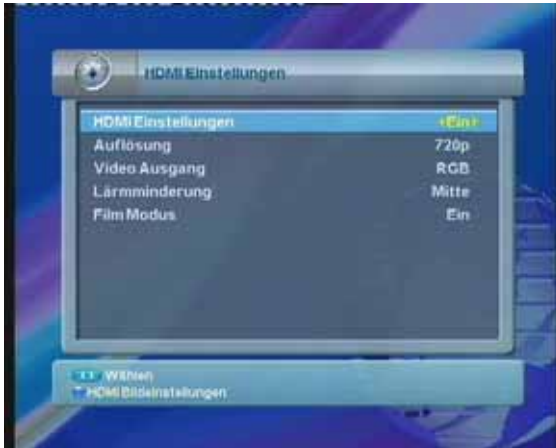 HDMI Einstellungen
HDMI Einstellungen ‹Ein›
Auflösung 720p
Video Ausgang RGB
Lärmminderung Mitte
Film Modus Ein
Wählen
HDMI Bildeinstellungen